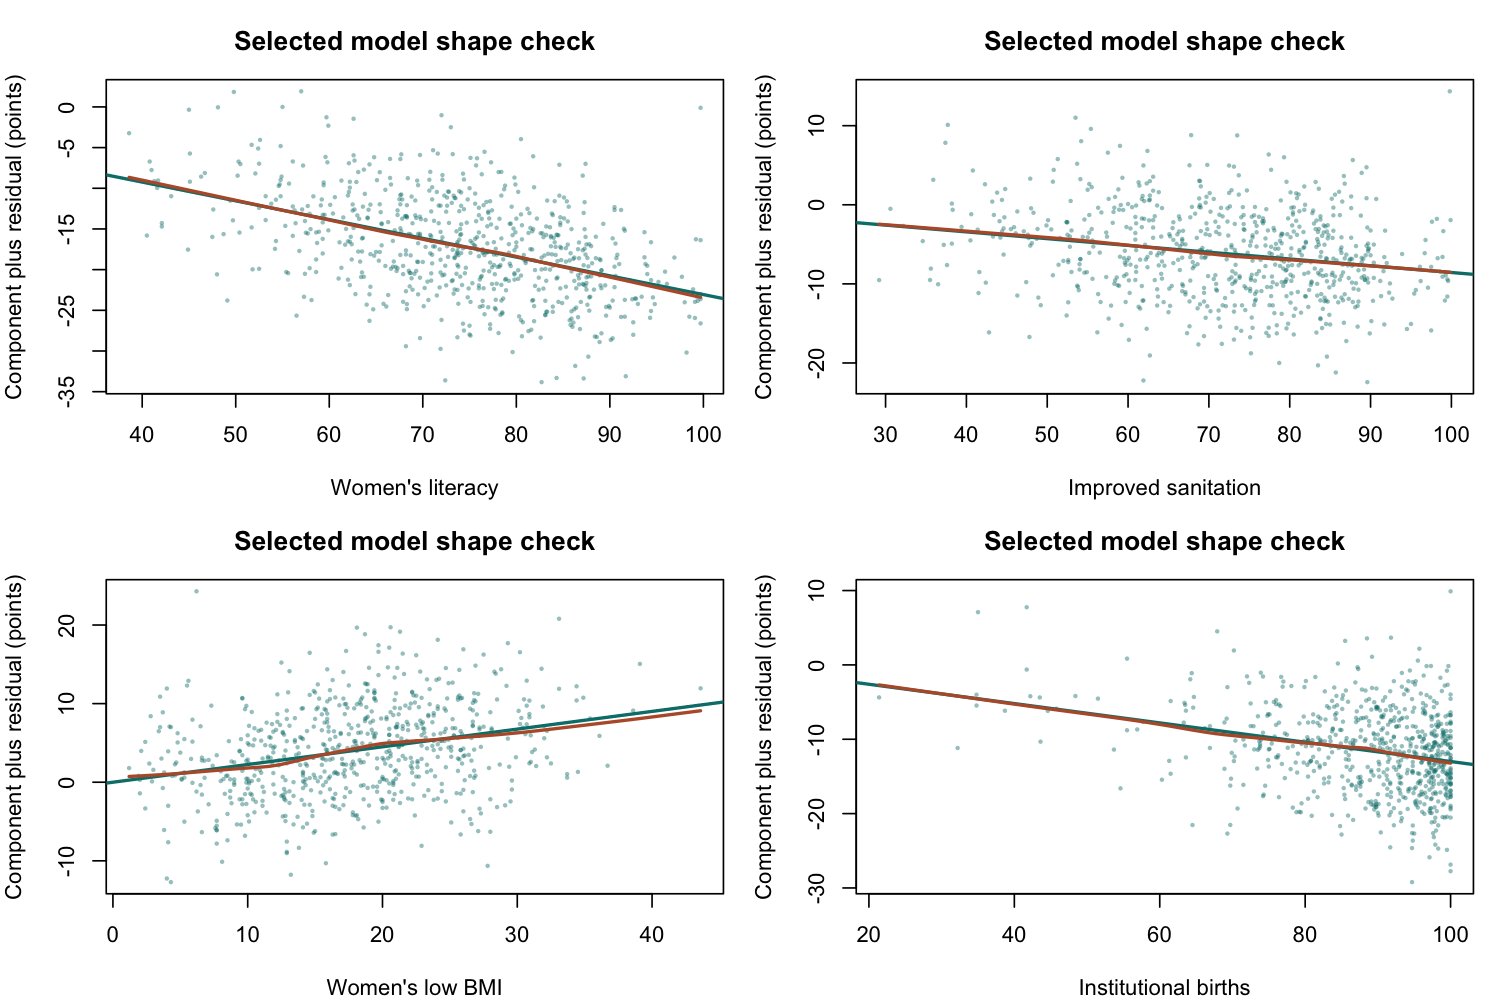 Selected model shape check
Component plus residual (points)
0
-5
-15
-25
-35
40 50 60 70 80 90 100
Women's literacy
Selected model shape check
Component plus residual (points)
10
0
-10
-20
30 40 50 60 70 80 90 100
Improved sanitation
Selected model shape check
Component plus residual (points)
20
10
0
-10
0 10 20 30 40
Women's low BMI
Selected model shape check
Component plus residual (points)
10
0
-10
-20
-30
20 40 60 80 100
Institutional births